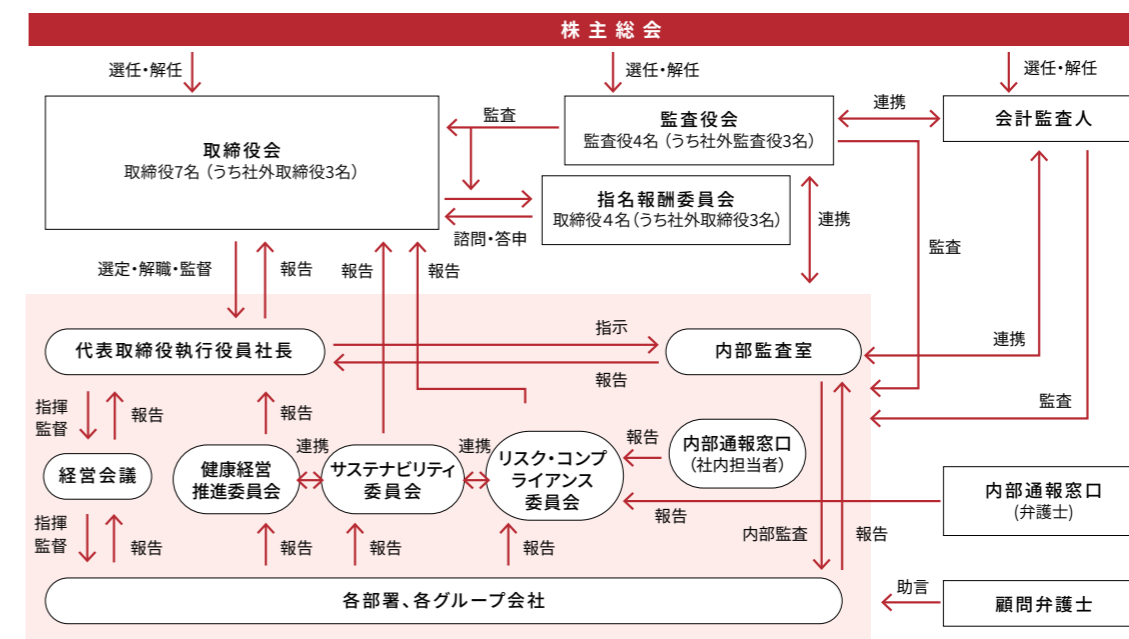 株主総会
選任・解任
選任・解任
選任・解任
取締役会
取締役7名（うち社外取締役3名）
監査
監査役会
監査役4名（うち社外監査役3名）
連携
会計監査人
指名報酬委員会
取締役4名（うち社外取締役3名）
諮問・答申
連携
監査
選定・解職・監督
報告
報告
報告
代表取締役執行役員社長
指示
報告
内部監査室
連携
監査
指揮
監督
報告
報告
連携
連携
報告
経営会議
健康経営
推進委員会
サステナビリティ
委員会
リスク・コンプ
ライアンス
委員会
内部通報窓口
（社内担当者）
内部通報窓口
(弁護士)
報告
指揮
監督
報告
報告
報告
報告
内部監査
報告
各部署、各グループ会社
助言
顧問弁護士